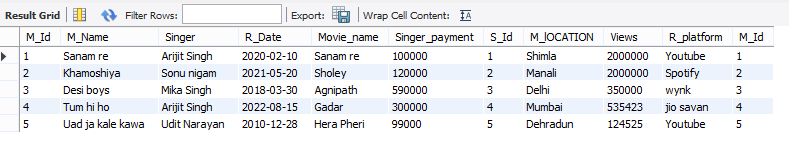 Result Grid Filter Rows: Export: Wrap Cell Content:
M_Id M_Name Singer R_Date Movie_name Singer_payment S_Id M_lOCATION Views R_platform M_Id
1 Sanam re Arijit Singh 2020-02-10 Sanam re 100000 1 Shimla 2000000 Youtube 1
2 Khamoshiya Sonu nigam 2021-05-20 Sholey 120000 2 Manali 2000000 Spotify 2
3 Desi boys Mika Singh 2018-03-30 Agnipath 590000 3 Delhi 350000 wynk 3
4 Tum hi ho Arijit Singh 2022-08-15 Gadar 300000 4 Mumbai 535423 jio savan 4
5 Uad ja kale kawa Udit Narayan 2010-12-28 Hera Pheri 99000 5 Dehradun 124525 Youtube 5